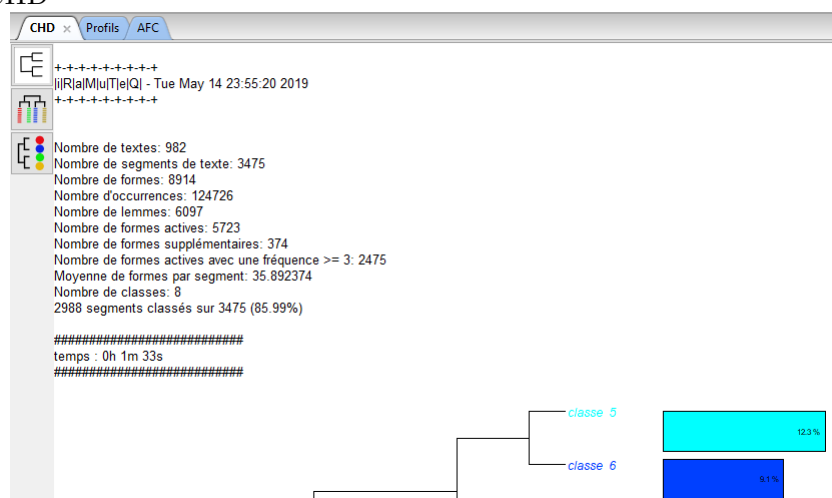 CHD × Profils AFC
+-+-+-+-+-+-+-+-+-+
|i|R|a|M|u|T|e|Q| - Tue May 14 23:55:20 2019
+-+-+-+-+-+-+-+-+-+
Nombre de textes: 982
Nombre de segments de texte: 3475
Nombre de formes: 8914
Nombre d'occurrences: 124726
Nombre de lemmes: 6097
Nombre de formes actives: 5723
Nombre de formes supplémentaires: 374
Nombre de formes actives avec une fréquence >= 3: 2475
Moyenne de formes par segment: 35.892374
Nombre de classes: 8
2988 segments classés sur 3475 (85.99%)
###########################
temps : 0h 1m 33s
###########################
classe 5
12.3 %
classe 6
9.1 %